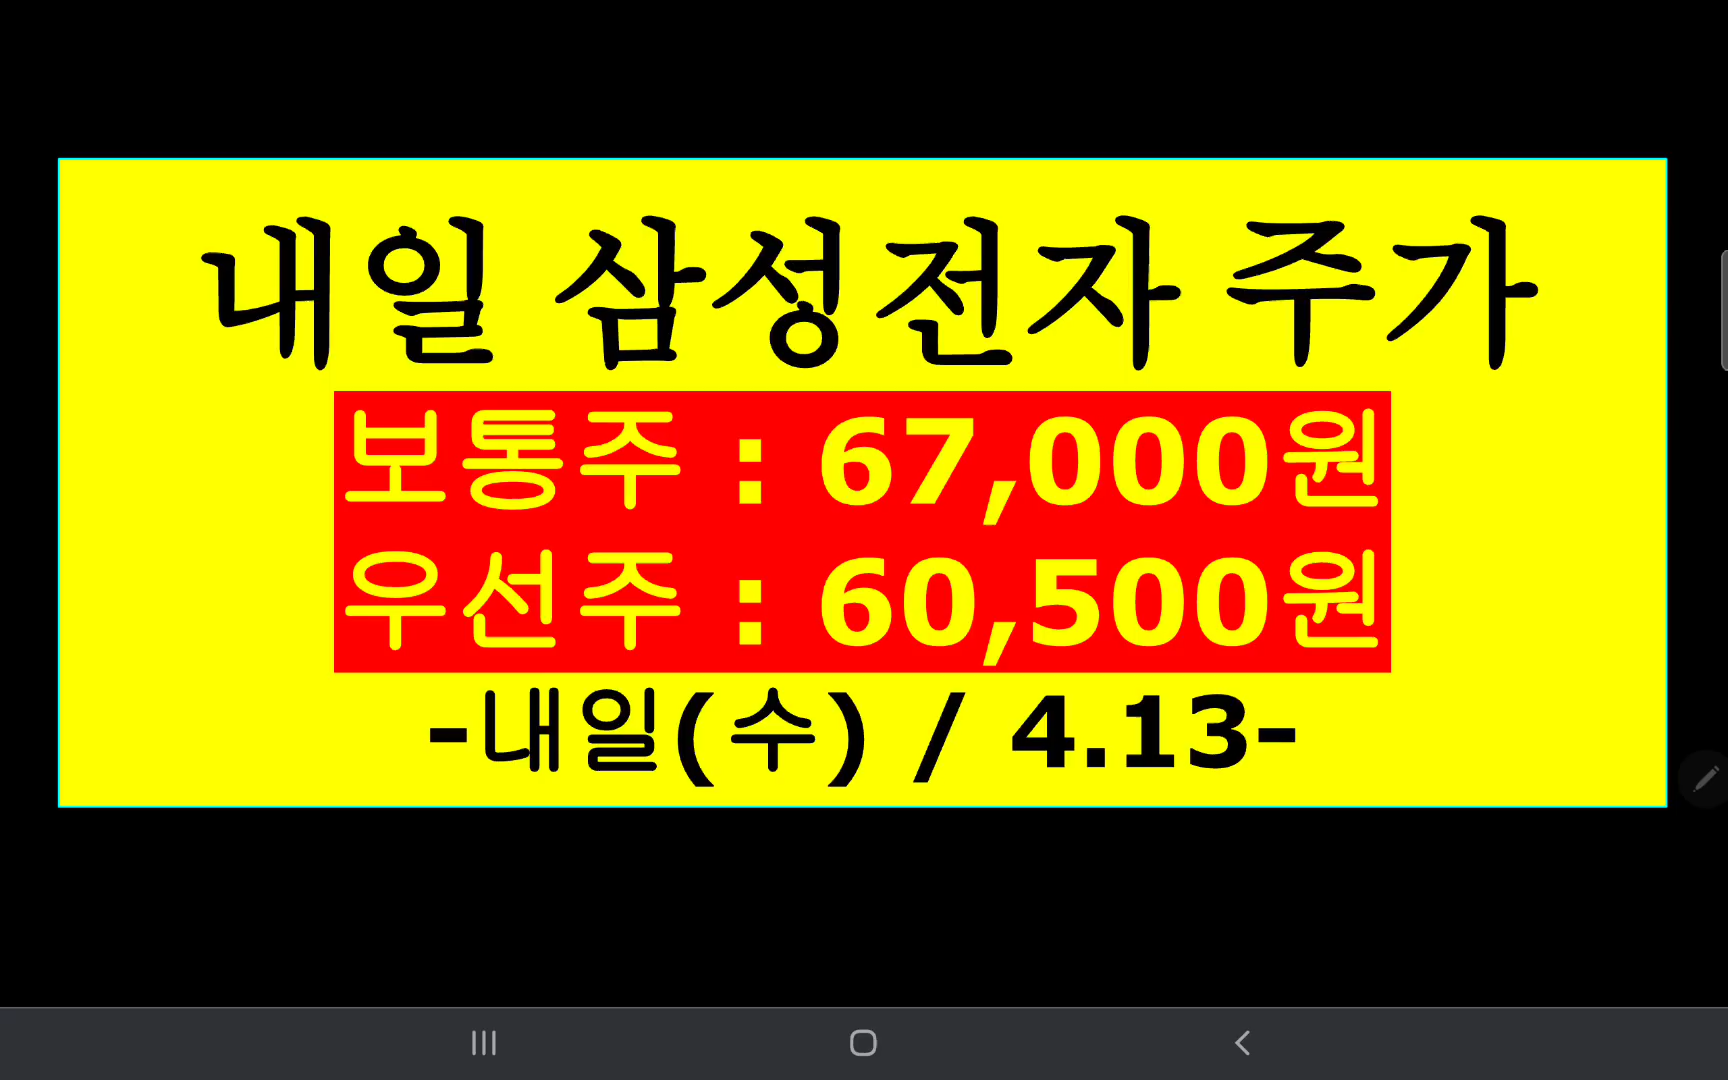 내일 삼성전자 주가
보통주 : 67,000원
우선주 : 60,500원
-내일(수) / 4.13-